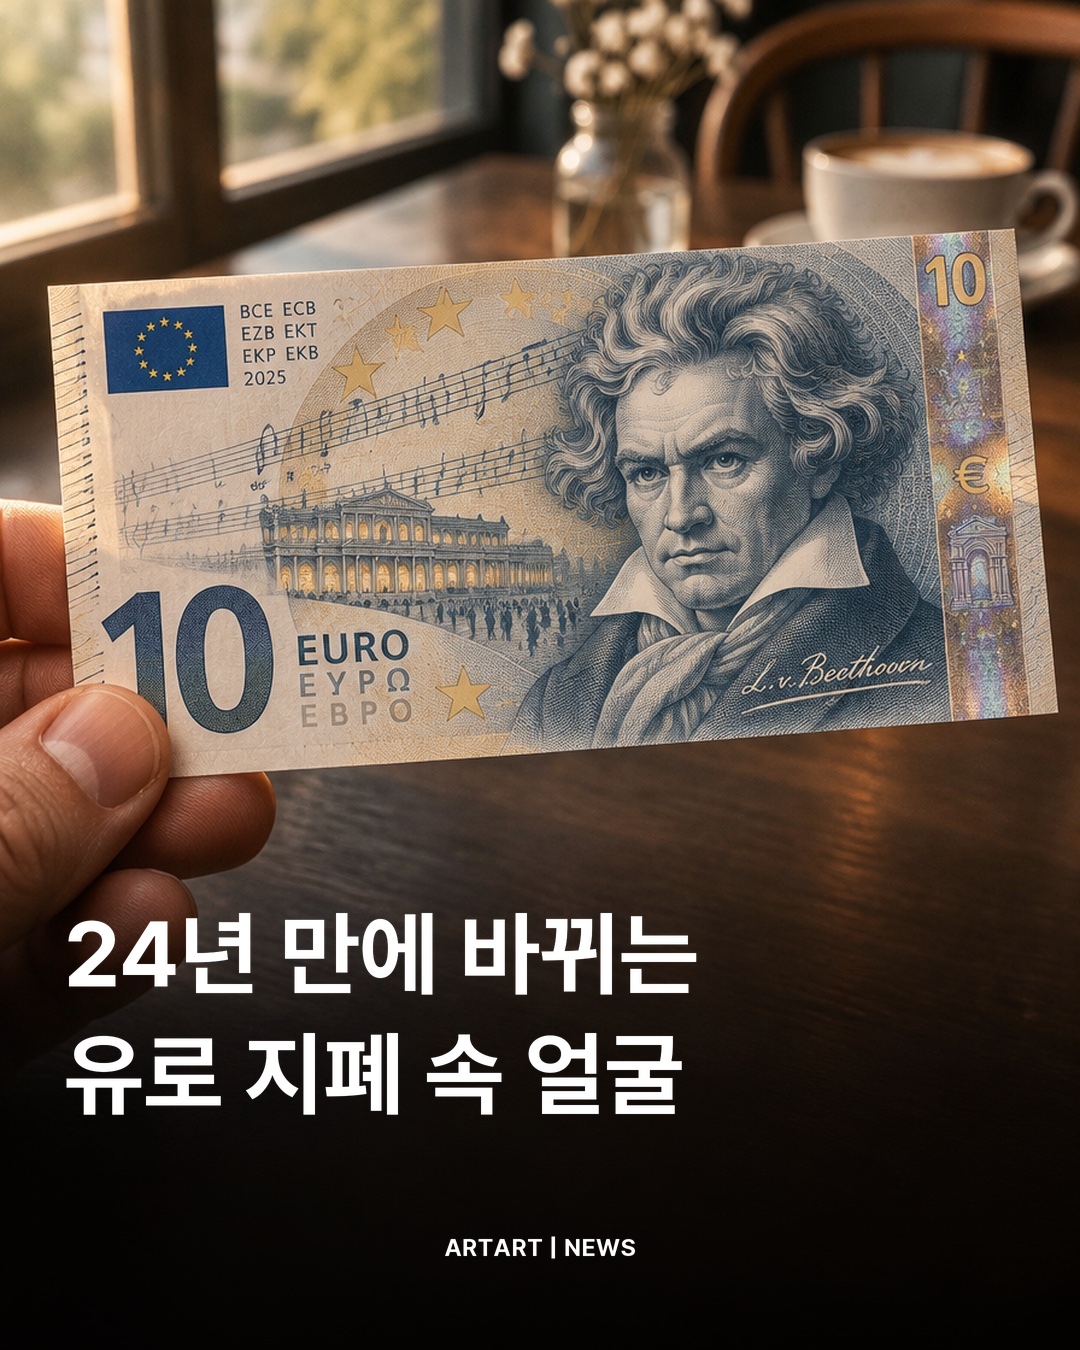 BCE ECB
EZB EKT
EKP EKB
2025
10
€
10
EURO
ΕΥΡΩ
ЕВРО
L. v. Beethoven
24년 만에 바뀌는
유로 지폐 속 얼굴
ARTART | NEWS